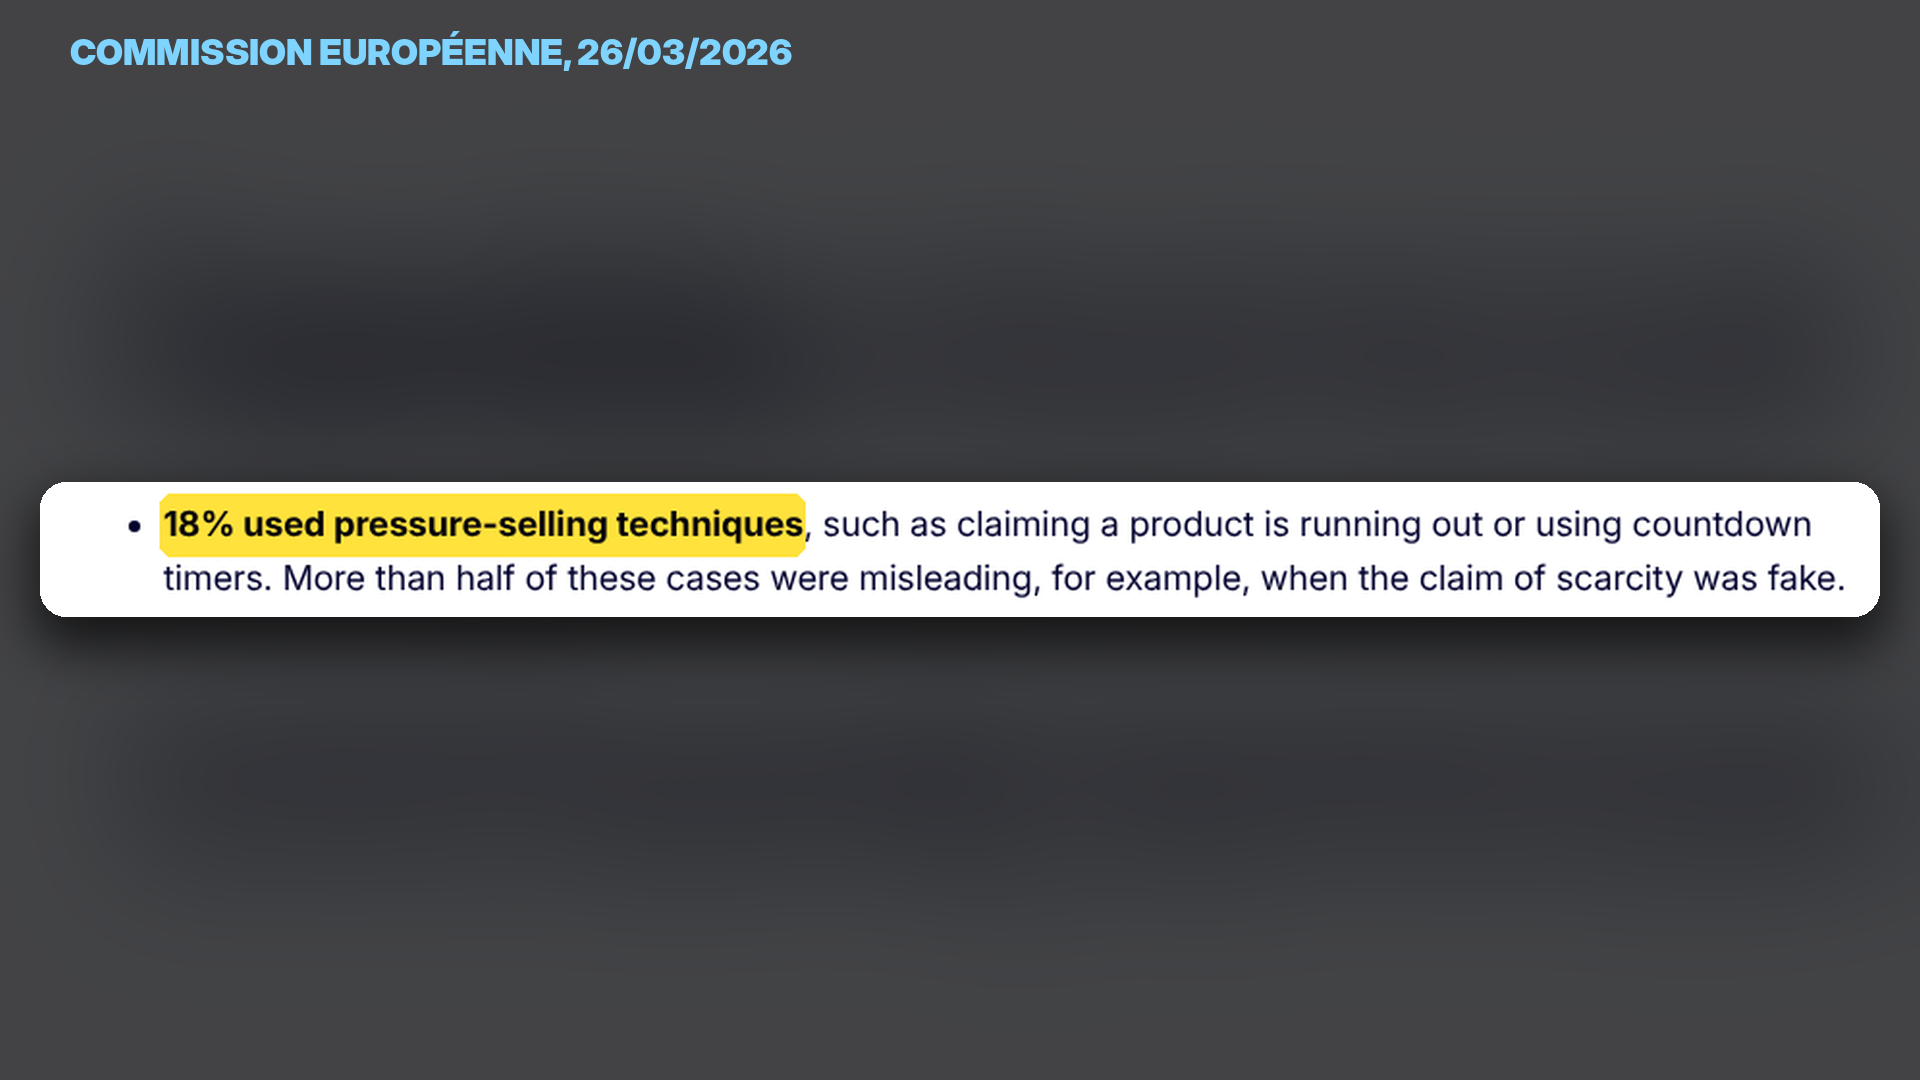 COMMISSION EUROPÉENNE, 26/03/2026
• 18% used pressure-selling techniques, such as claiming a product is running out or using countdown
timers. More than half of these cases were misleading, for example, when the claim of scarcity was fake.